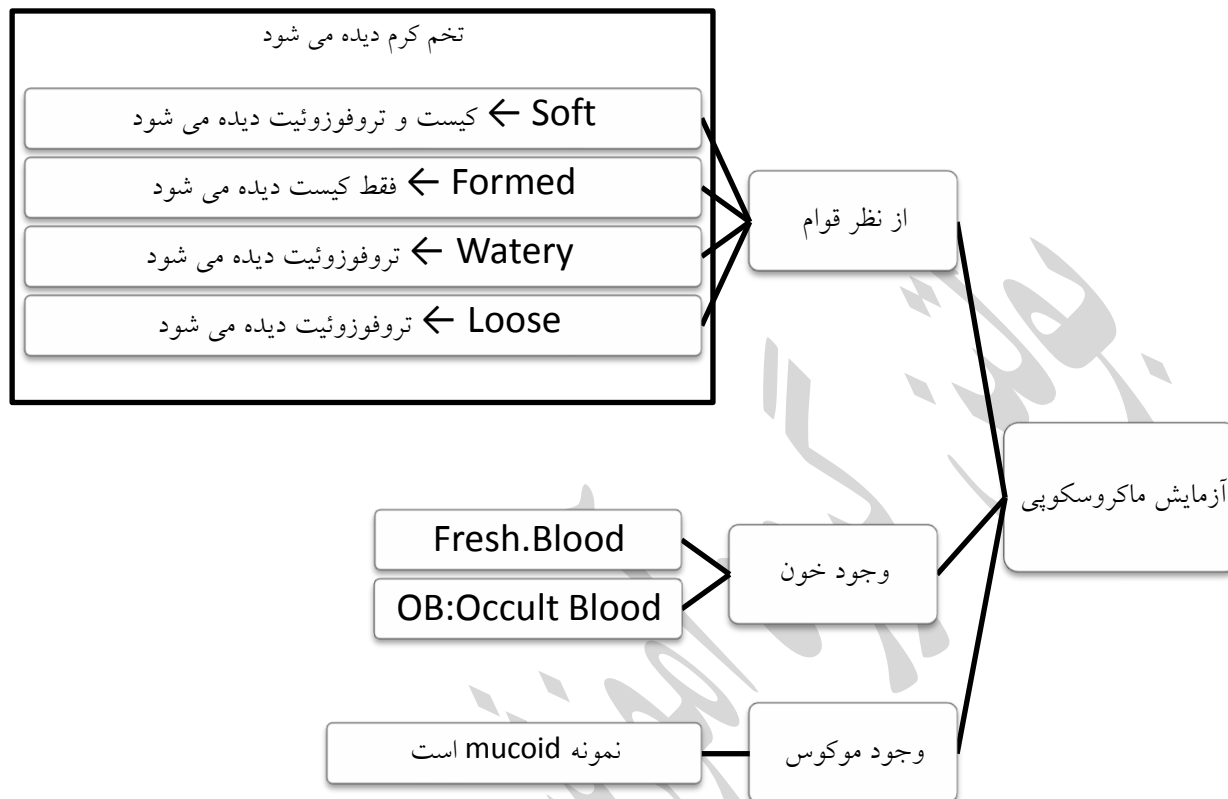 تخم کرم دیده می شود
Soft ← کیست و تروفوزوئیت دیده می شود
Formed ← فقط کیست دیده می شود
Watery ← تروفوزوئیت دیده می شود
Loose ← تروفوزوئیت دیده می شود
از نظر قوام
آزمایش ماکروسکوپی
Fresh.Blood
OB:Occult Blood
وجود خون
نمونه mucoid است
وجود موکوس